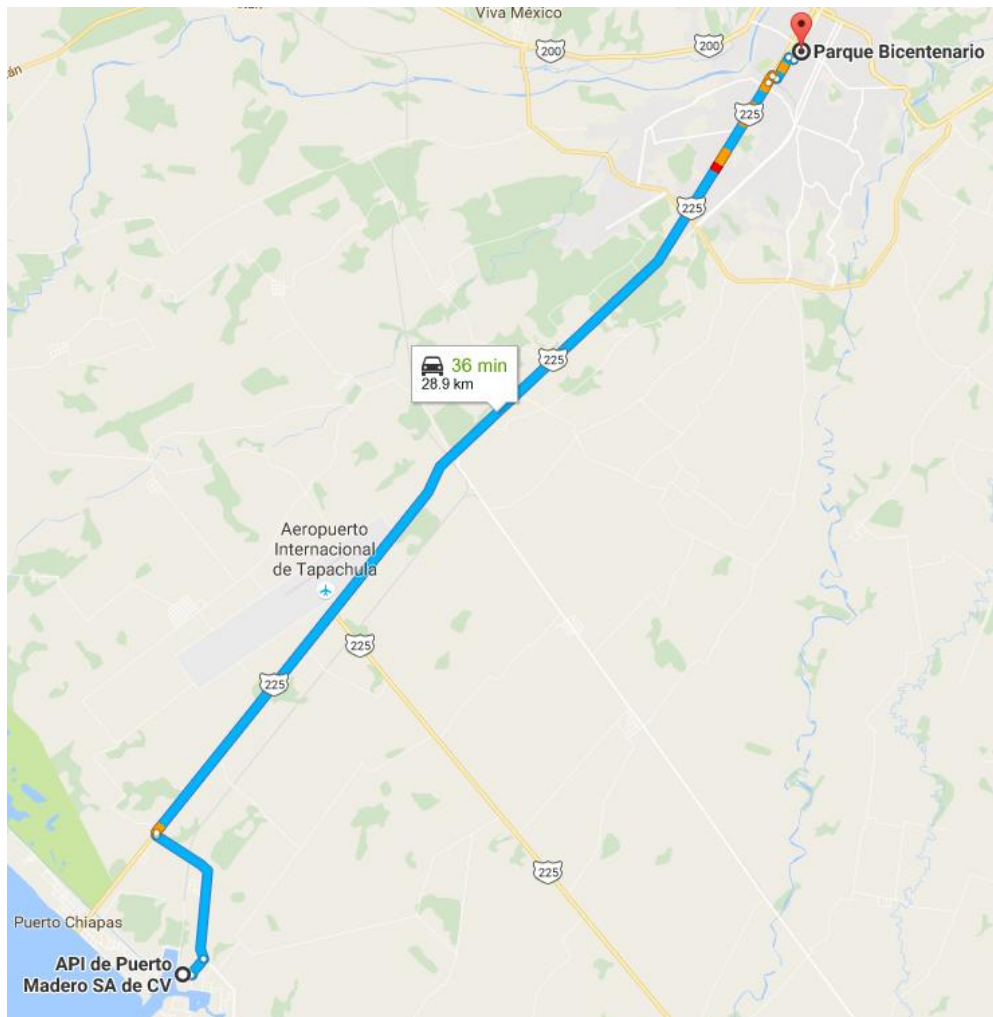 Viva México
200
200
Parque Bicentenario
225
225
36 min
28.9 km
225
Aeropuerto
Internacional
de Tapachula
225
225
225
Puerto Chiapas
API de Puerto
Madero SA de CV